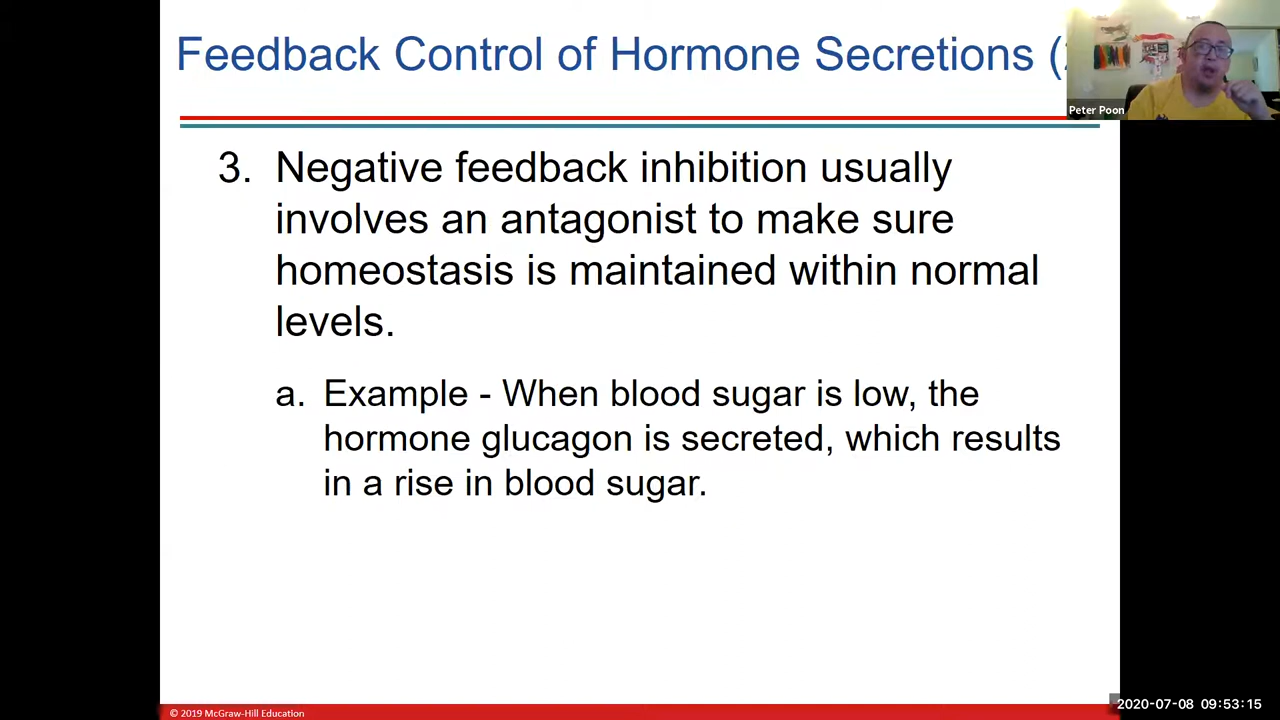 Feedback Control of Hormone Secretions (
Peter Poon
3. Negative feedback inhibition usually
involves an antagonist to make sure
homeostasis is maintained within normal
levels.
a. Example - When blood sugar is low, the
hormone glucagon is secreted, which results
in a rise in blood sugar.
© 2019 McGraw-Hill Education
2020-07-08 09:53:15